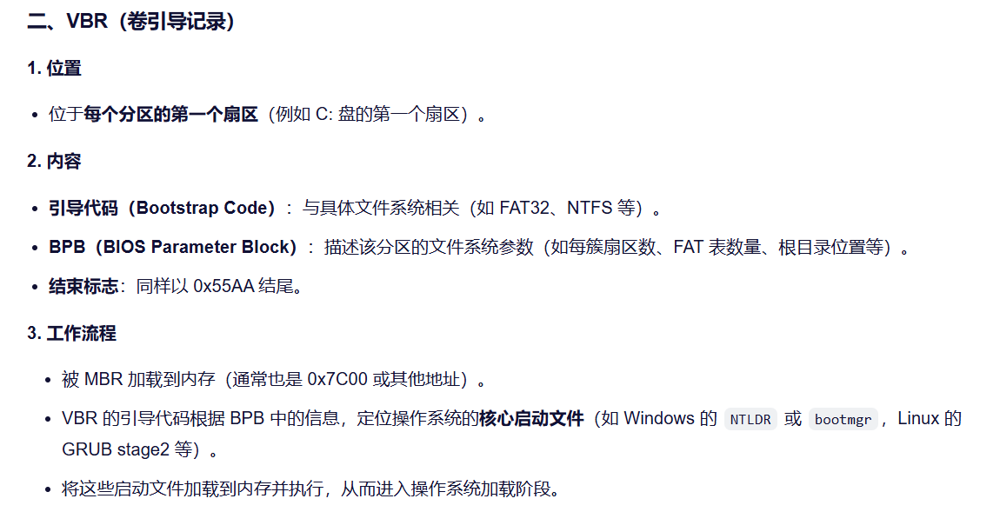 二、VBR（卷引导记录）
1. 位置
• 位于每个分区的第一个扇区（例如 C: 盘的第一个扇区）。
2. 内容
• 引导代码（Bootstrap Code）：与具体文件系统相关（如 FAT32、NTFS 等）。
• BPB（BIOS Parameter Block）：描述该分区的文件系统参数（如每簇扇区数、FAT 表数量、根目录位置等）。
• 结束标志：同样以 0x55AA 结尾。
3. 工作流程
• 被 MBR 加载到内存（通常也是 0x7C00 或其他地址）。
• VBR 的引导代码根据 BPB 中的信息，定位操作系统的核心启动文件（如 Windows 的 NTLDR 或 bootmgr，Linux 的
GRUB stage2 等）。
• 将这些启动文件加载到内存并执行，从而进入操作系统加载阶段。